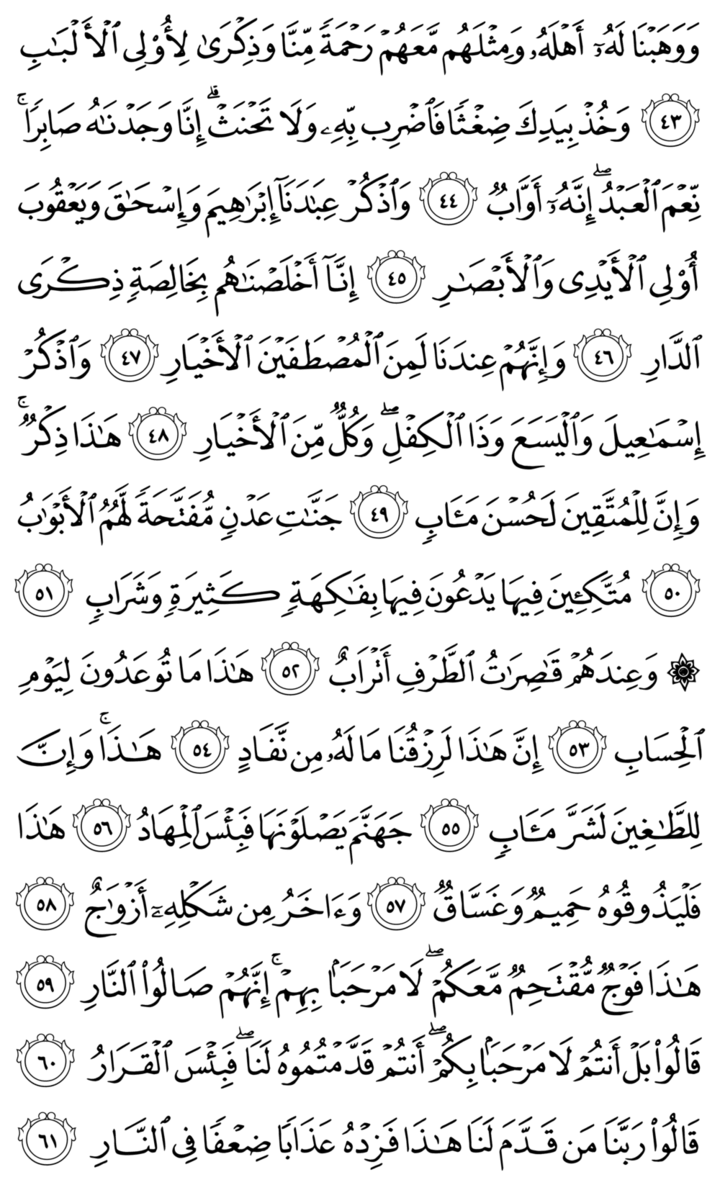 وَوَهَبْنَا لَهُۥٓ أَهْلَهُۥ وَمِثْلَهُم مَّعَهُمْ رَحْمَةً مِّنَّا وَذِكْرَىٰ لِأُو۟لِى ٱلْأَلْبَٰبِ
٤٣ وَخُذْ بِيَدِكَ ضِغْثًا فَٱضْرِب بِّهِۦ وَلَا تَحْنَثْ ۗ إِنَّا وَجَدْنَٰهُ صَابِرًا ۚ
نِّعْمَ ٱلْعَبْدُ ۖ إِنَّهُۥٓ أَوَّابٌ ٤٤ وَٱذْكُرْ عِبَٰدَنَآ إِبْرَٰهِيمَ وَإِسْحَٰقَ وَيَعْقُوبَ
أُو۟لِى ٱلْأَيْدِى وَٱلْأَبْصَٰرِ ٤٥ إِنَّآ أَخْلَصْنَٰهُم بِخَالِصَةٍ ذِكْرَى
ٱلدَّارِ ٤٦ وَإِنَّهُمْ عِندَنَا لَمِنَ ٱلْمُصْطَفَيْنَ ٱلْأَخْيَارِ ٤٧ وَٱذْكُرْ
إِسْمَٰعِيلَ وَٱلْيَسَعَ وَذَا ٱلْكِفْلِ ۖ وَكُلٌّ مِّنَ ٱلْأَخْيَارِ ٤٨ هَٰذَا ذِكْرٌ ۚ
وَإِنَّ لِلْمُتَّقِينَ لَحُسْنَ مَـَٔابٍ ٤٩ جَنَّٰتِ عَدْنٍ مُّفَتَّحَةً لَّهُمُ ٱلْأَبْوَٰبُ
٥٠ مُتَّكِـِٔينَ فِيهَا يَدْعُونَ فِيهَا بِفَٰكِهَةٍ كَثِيرَةٍ وَشَرَابٍ ٥١
۞ وَعِندَهُمْ قَٰصِرَٰتُ ٱلطَّرْفِ أَتْرَابٌ ٥٢ هَٰذَا مَا تُوعَدُونَ لِيَوْمِ
ٱلْحِسَابِ ٥٣ إِنَّ هَٰذَا لَرِزْقُنَا مَا لَهُۥ مِن نَّفَادٍ ٥٤ هَٰذَا ۚ وَإِنَّ
لِلطَّٰغِينَ لَشَرَّ مَـَٔابٍ ٥٥ جَهَنَّمَ يَصْلَوْنَهَا فَبِئْسَ ٱلْمِهَادُ ٥٦ هَٰذَا
فَلْيَذُوقُوهُ حَمِيمٌ وَغَسَّاقٌ ٥٧ وَءَاخَرُ مِن شَكْلِهِۦٓ أَزْوَٰجٌ ٥٨
هَٰذَا فَوْجٌ مُّقْتَحِمٌ مَّعَكُمْ ۖ لَا مَرْحَبًۢا بِهِمْ ۚ إِنَّهُمْ صَالُوا۟ ٱلنَّارِ ٥٩
قَالُوا۟ بَلْ أَنتُمْ لَا مَرْحَبًۢا بِكُمْ ۖ أَنتُمْ قَدَّمْتُمُوهُ لَنَا ۖ فَبِئْسَ ٱلْقَرَارُ ٦٠
قَالُوا۟ رَبَّنَا مَن قَدَّمَ لَنَا هَٰذَا فَزِدْهُ عَذَابًا ضِعْفًا فِى ٱلنَّارِ ٦١